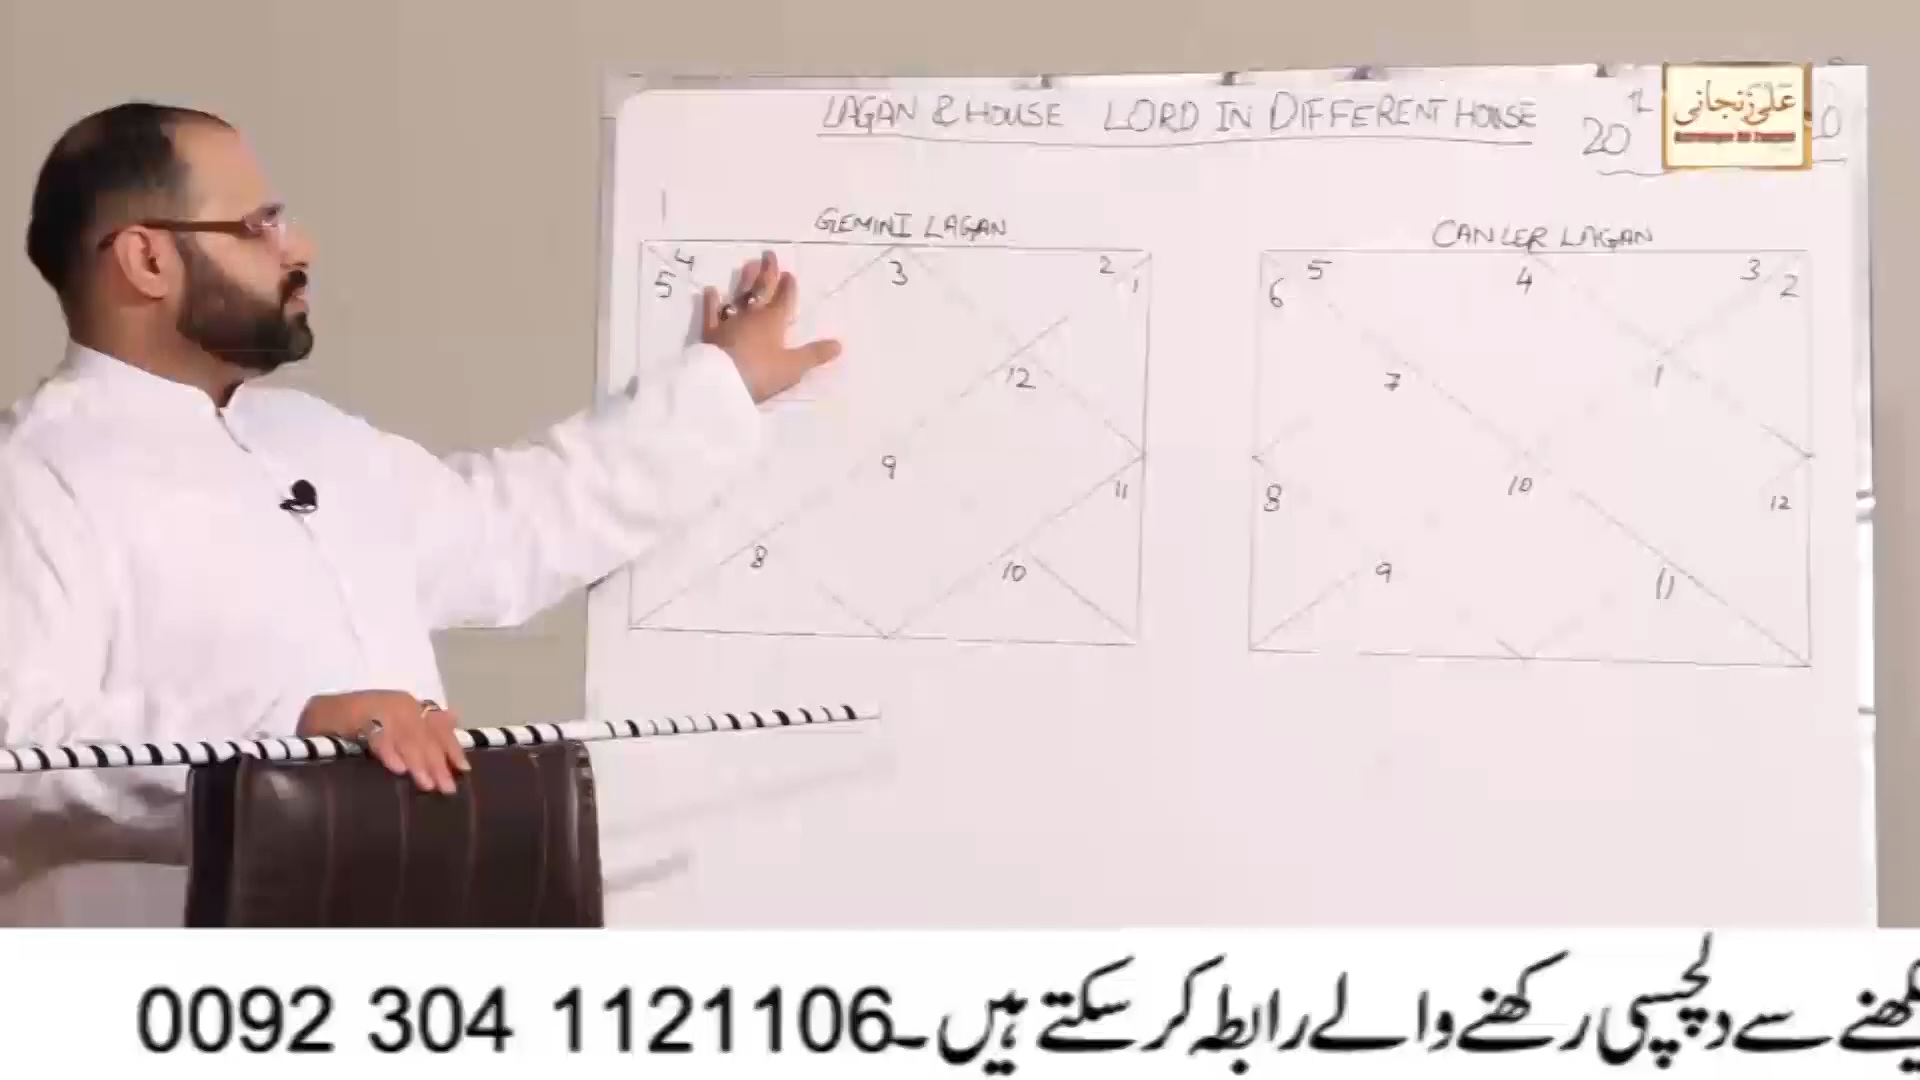 LAGAN & HOUSE LORD IN DIFFERENT HOUSE
20
علی زنجانی
GEMINI LAGAN
4 3 2
5 1
12
9
11
8 10
CANCER LAGAN
5 4 3
6 2
7 1
8 10 12
9 11
سے دلچسپی رکھنے والے رابطہ کر سکتے ہیں۔ 0092 304 1121106